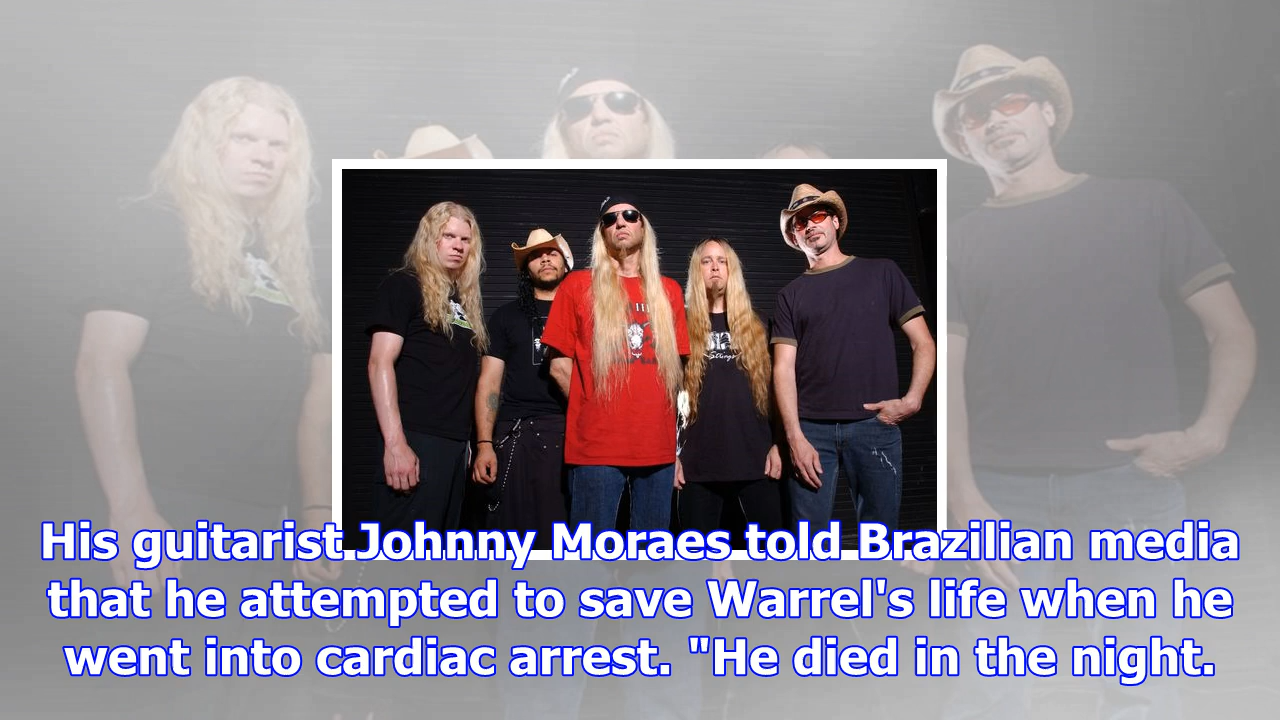 His guitarist Johnny Moraes told Brazilian media
that he attempted to save Warrel's life when he
went into cardiac arrest. "He died in the night.